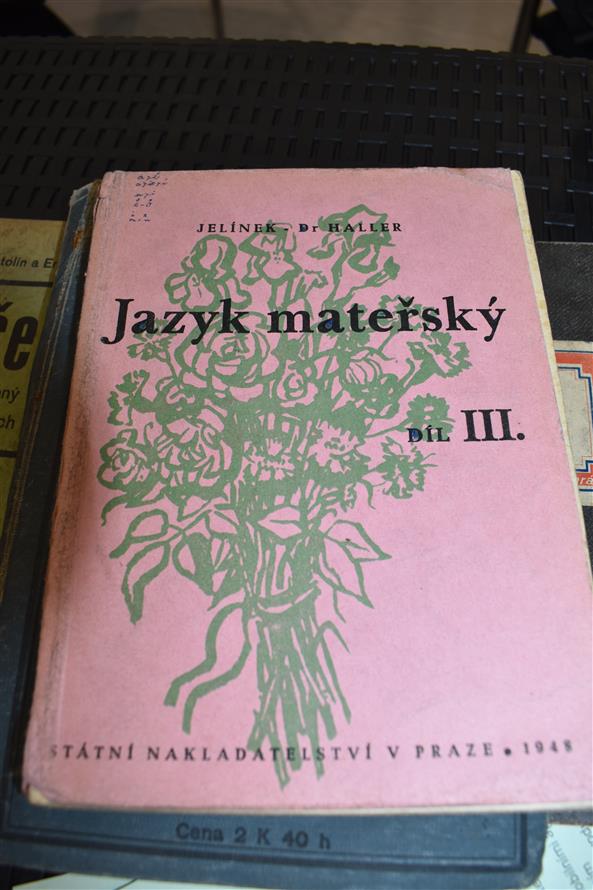 JELÍNEK - Dr HALLER
Jazyk mateřský
DÍL III.
STÁTNÍ NAKLADATELSTVÍ V PRAZE • 1948
Cena 2 K 40 h